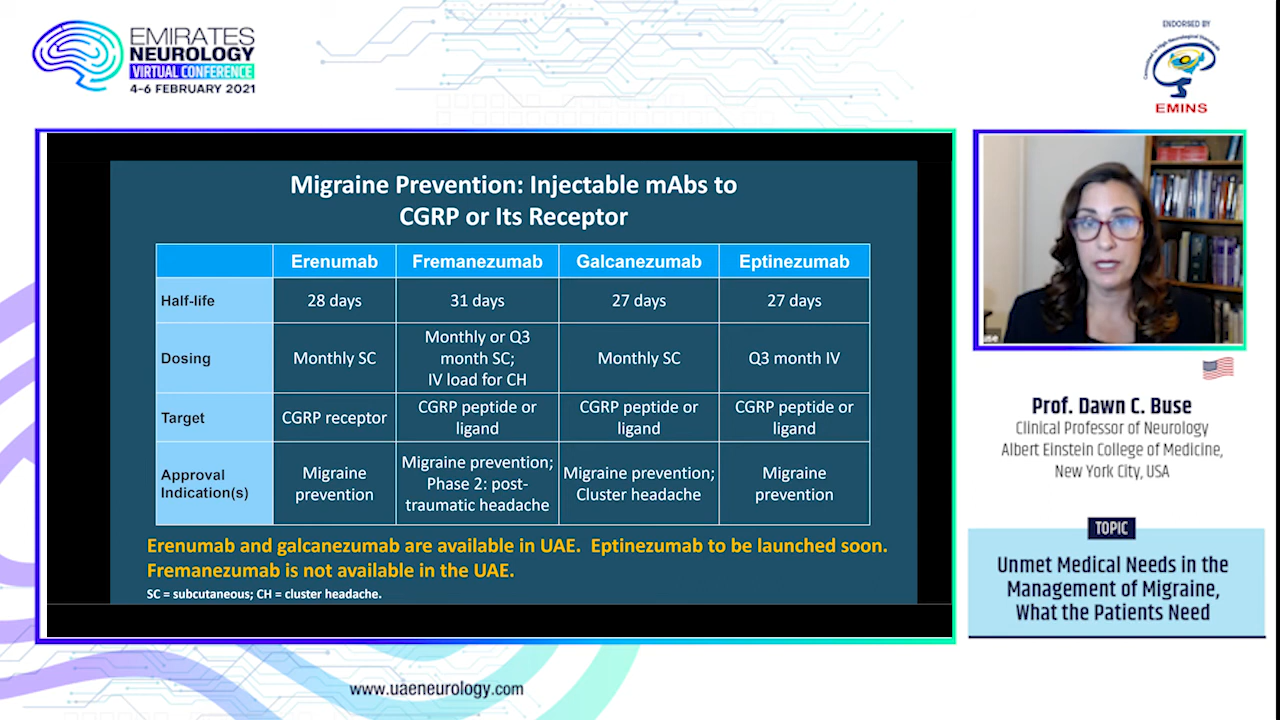 EMIRATES
NEUROLOGY
VIRTUAL CONFERENCE
4-6 FEBRUARY 2021
ENDORSED BY
Committed to High Neurological Standards
EMINS
Migraine Prevention: Injectable mAbs to
CGRP or Its Receptor
Erenumab Fremanezumab Galcanezumab Eptinezumab
Half-life 28 days 31 days 27 days 27 days
Dosing Monthly SC Monthly or Q3 month SC; IV load for CH Monthly SC Q3 month IV
Target CGRP receptor CGRP peptide or ligand CGRP peptide or ligand CGRP peptide or ligand
Approval Indication(s) Migraine prevention Migraine prevention; Phase 2: post-traumatic headache Migraine prevention; Cluster headache Migraine prevention
Erenumab and galcanezumab are available in UAE. Eptinezumab to be launched soon.
Fremanezumab is not available in the UAE.
SC = subcutaneous; CH = cluster headache.
Prof. Dawn C. Buse
Clinical Professor of Neurology
Albert Einstein College of Medicine,
New York City, USA
TOPIC
Unmet Medical Needs in the
Management of Migraine,
What the Patients Need
www.uaeneurology.com